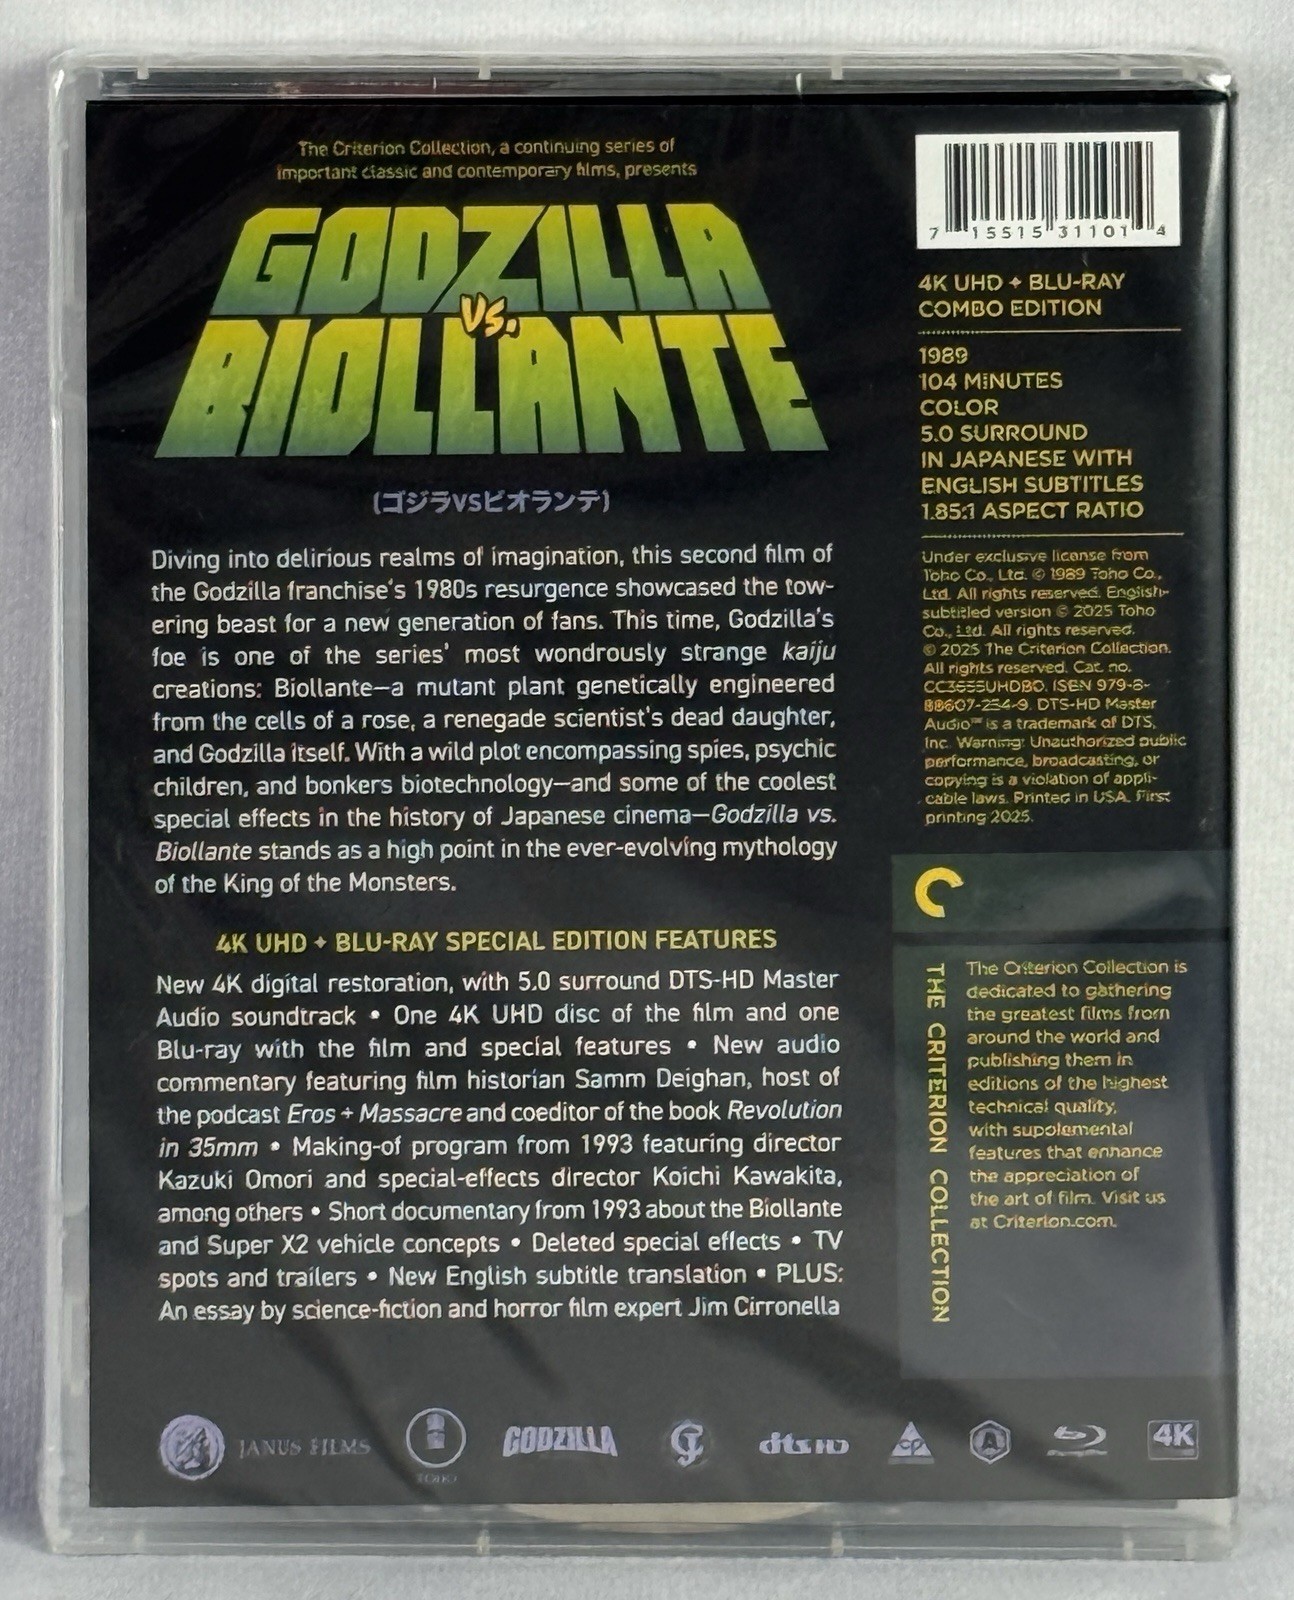 The Criterion Collection, a continuing series of
important classic and contemporary films, presents
GODZILLA
VS.
BIOLLANTE
(ゴジラVSビオランテ)
Diving into delirious realms of imagination, this second film of
the Godzilla franchise's 1980s resurgence showcased the tow-
ering beast for a new generation of fans. This time, Godzilla's
foe is one of the series' most wondrously strange kaiju
creations: Biollante—a mutant plant genetically engineered
from the cells of a rose, a renegade scientist's dead daughter,
and Godzilla itself. With a wild plot encompassing spies, psychic
children, and bonkers biotechnology—and some of the coolest
special effects in the history of Japanese cinema—Godzilla vs.
Biollante stands as a high point in the ever-evolving mythology
of the King of the Monsters.
4K UHD + BLU-RAY SPECIAL EDITION FEATURES
New 4K digital restoration, with 5.0 surround DTS-HD Master
Audio soundtrack • One 4K UHD disc of the film and one
Blu-ray with the film and special features • New audio
commentary featuring film historian Samm Deighan, host of
the podcast Eros + Massacre and coeditor of the book Revolution
in 35mm • Making-of program from 1993 featuring director
Kazuki Omori and special-effects director Koichi Kawakita,
among others • Short documentary from 1993 about the Biollante
and Super X2 vehicle concepts • Deleted special effects • TV
spots and trailers • New English subtitle translation • PLUS:
An essay by science-fiction and horror film expert Jim Cirronella
7 15515 31101 4
4K UHD + BLU-RAY
COMBO EDITION
1989
104 MINUTES
COLOR
5.0 SURROUND
IN JAPANESE WITH
ENGLISH SUBTITLES
1.85:1 ASPECT RATIO
Under exclusive license from
Toho Co., Ltd. © 1989 Toho Co.,
Ltd. All rights reserved. English-
subtitled version © 2025 Toho
Co., Ltd. All rights reserved.
© 2025 The Criterion Collection.
All rights reserved. Cat. no.
ISBN 979-8-
DTS-HD Master
Audio™ is a trademark of DTS,
Inc. Warning: Unauthorized public
performance, broadcasting, or
copying is a violation of appli-
cable laws. Printed in USA. First
printing 2025.
THE CRITERION COLLECTION
The Criterion Collection is
dedicated to gathering
the greatest films from
around the world and
publishing them in
editions of the highest
technical quality,
with supplemental
features that enhance
the appreciation of
the art of film. Visit us
at Criterion.com.
JANUS FILMS
TOHO
GODZILLA
dts HD
CP
A
4K